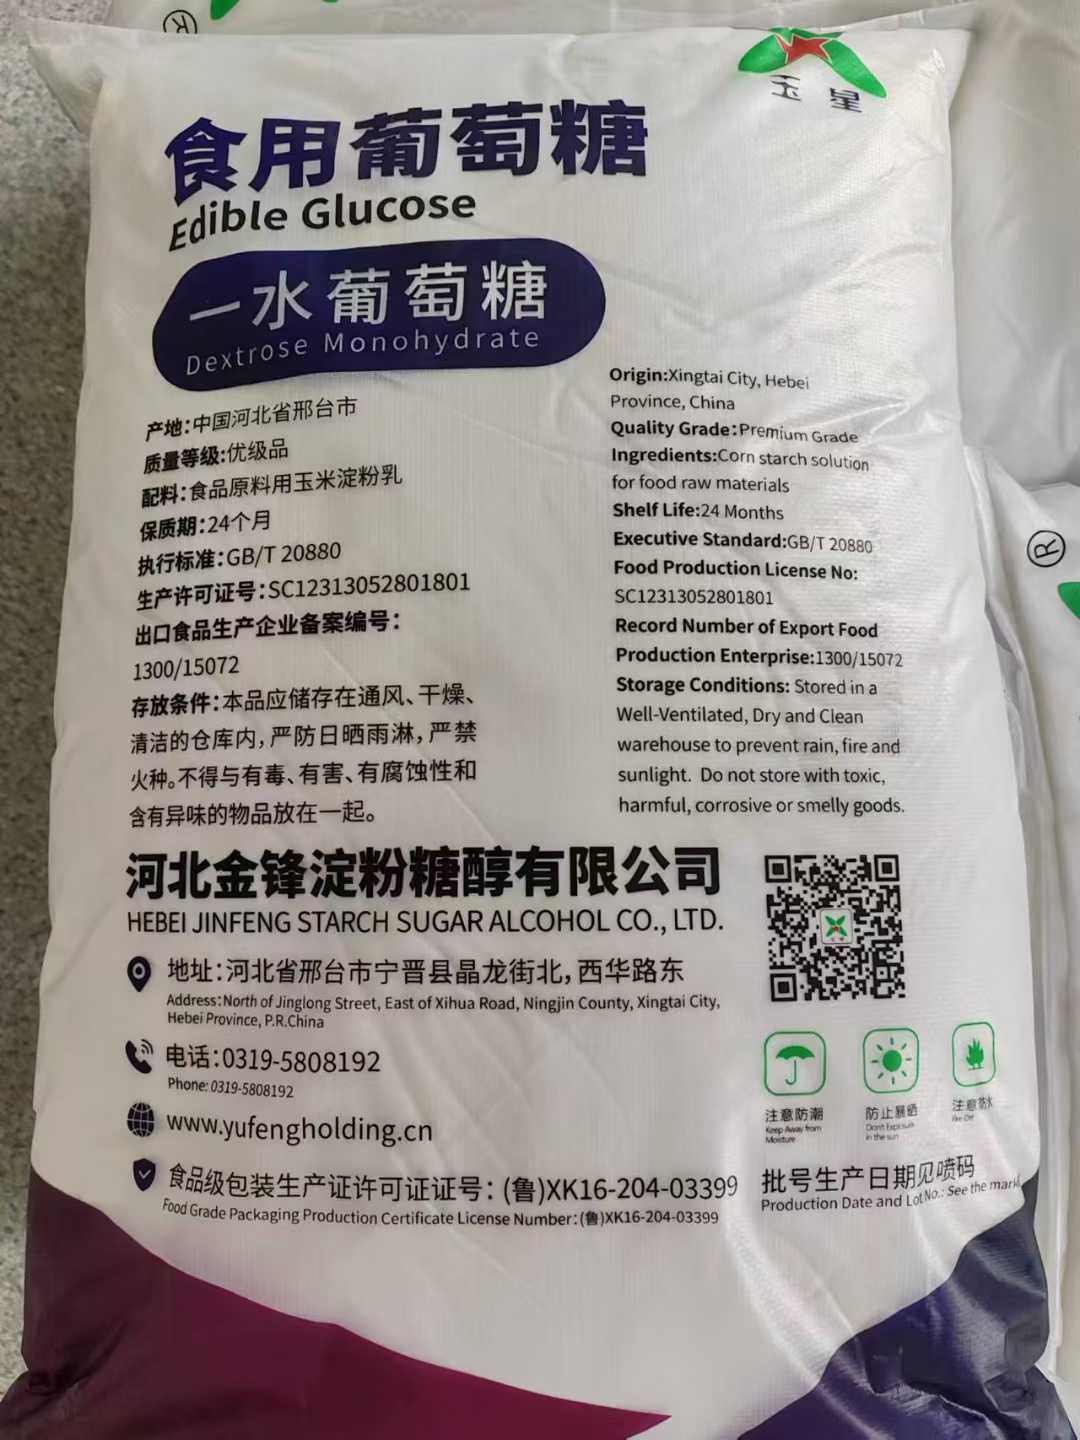 ®
玉星
食用葡萄糖
Edible Glucose
一水葡萄糖
Dextrose Monohydrate
产地:中国河北省邢台市
质量等级:优级品
配料:食品原料用玉米淀粉乳
保质期:24个月
执行标准:GB/T 20880
生产许可证号:SC12313052801801
出口食品生产企业备案编号:
1300/15072
存放条件:本品应储存在通风、干燥、
清洁的仓库内,严防日晒雨淋,严禁
火种。不得与有毒、有害、有腐蚀性和
含有异味的物品放在一起。
Origin:Xingtai City, Hebei
Province, China
Quality Grade:Premium Grade
Ingredients:Corn starch solution
for food raw materials
Shelf Life:24 Months
Executive Standard:GB/T 20880
Food Production License No:
SC12313052801801
Record Number of Export Food
Production Enterprise:1300/15072
Storage Conditions: Stored in a
Well-Ventilated, Dry and Clean
warehouse to prevent rain, fire and
sunlight. Do not store with toxic,
harmful, corrosive or smelly goods.
®
河北金锋淀粉糖醇有限公司
HEBEI JINFENG STARCH SUGAR ALCOHOL CO., LTD.
地址:河北省邢台市宁晋县晶龙街北,西华路东
Address:North of Jinglong Street, East of Xihua Road, Ningjin County, Xingtai City,
Hebei Province, P.R.China
电话:0319-5808192
Phone: 0319-5808192
www.yufengholding.cn
食品级包装生产证许可证证号: (鲁)XK16-204-03399
Food Grade Packaging Production Certificate License Number:(鲁)XK16-204-03399
注意防潮
Keep Away from
Moisture
防止暴晒
in the sun
注意防火
批号生产日期见喷码
Production Date and Lot No.: See the mark